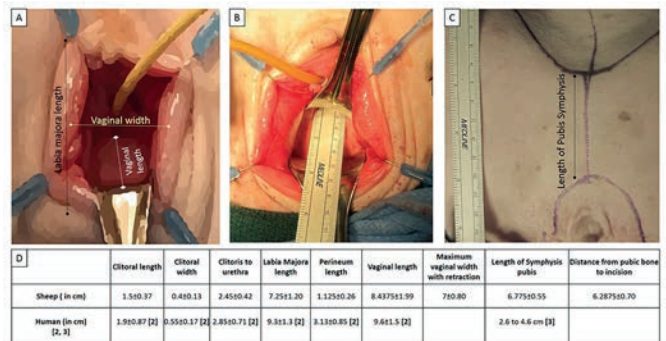 A
B
C
Labia majora length
Vaginal width
Vaginal length
MEDLINE
MEDLINE
Length of Pubis Symphysis
D
Clitoral length
Clitoral width
Clitoris to urethra
Labia Majora length
Perineum length
Vaginal length
Maximum vaginal width with retraction
Length of Symphysis pubis
Distance from pubic bone to incision
Sheep ( in cm) 1.5±0.37 0.4±0.13 2.45±0.42 7.25±1.20 1.125±0.26 8.4375±1.99 7±0.80 6.775±0.55 6.2875±0.70
Human (in cm) [2, 3] 1.9±0.87 [2] 0.55±0.17 [2] 2.85±0.71 [2] 9.3±1.3 [2] 3.13±0.85 [2] 9.6±1.5 [2] 2.6 to 4.6 cm [3]